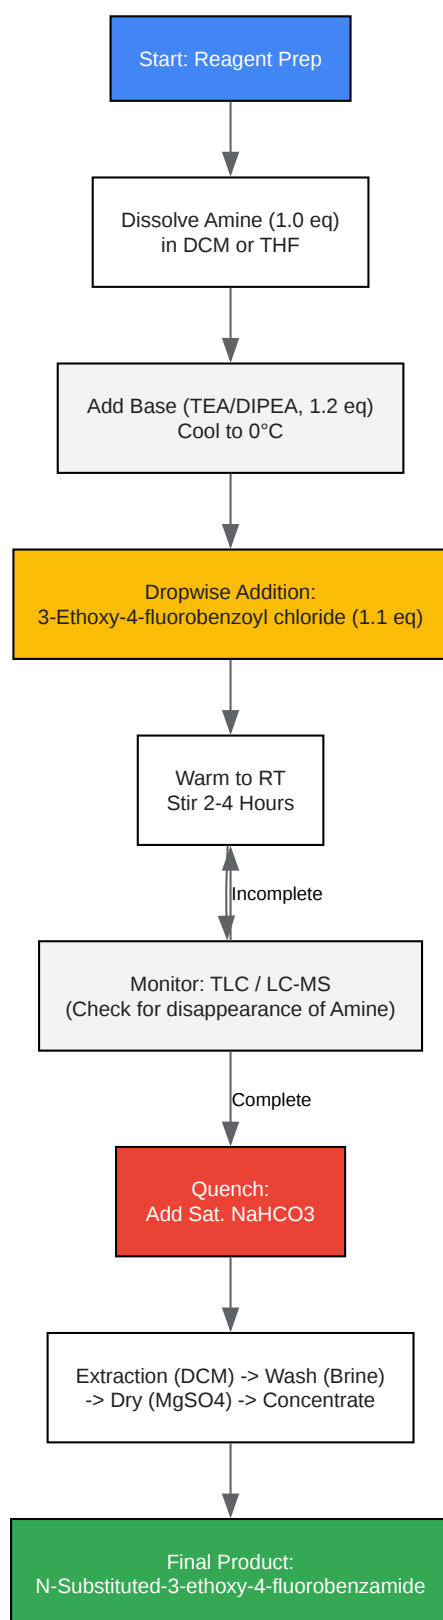 Start: Reagent Prep
Dissolve Amine (1.0 eq)
in DCM or THF
Add Base (TEA/DIPEA, 1.2 eq)
Cool to 0°C
Dropwise Addition:
3-Ethoxy-4-fluorobenzoyl chloride (1.1 eq)
Warm to RT
Stir 2-4 Hours
Incomplete
Monitor: TLC / LC-MS
(Check for disappearance of Amine)
Complete
Quench:
Add Sat. NaHCO3
Extraction (DCM) -> Wash (Brine)
-> Dry (MgSO4) -> Concentrate
Final Product:
N-Substituted-3-ethoxy-4-fluorobenzamide